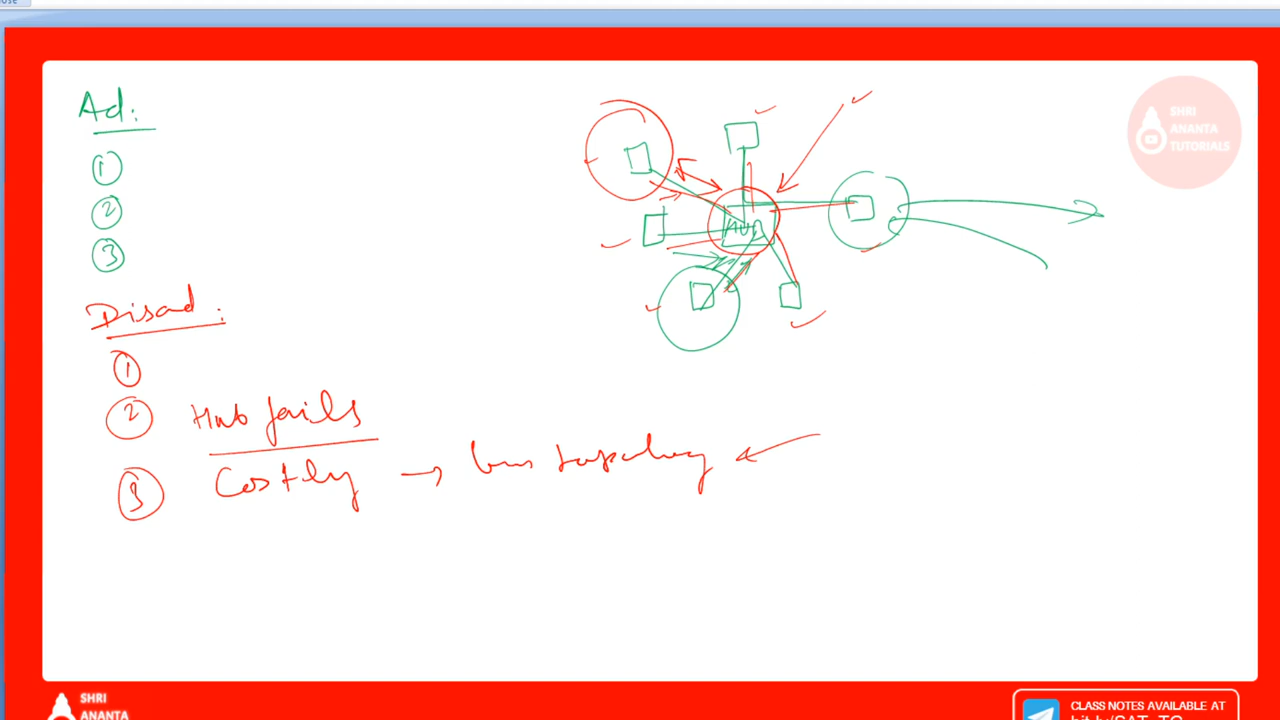 Ad:
①
②
③
Disad:
①
② Hub fails
③ Costly → bus topology
HUB
SHRI
ANANTA
TUTORIALS
SHRI
ANANTA
CLASS NOTES AVAILABLE AT